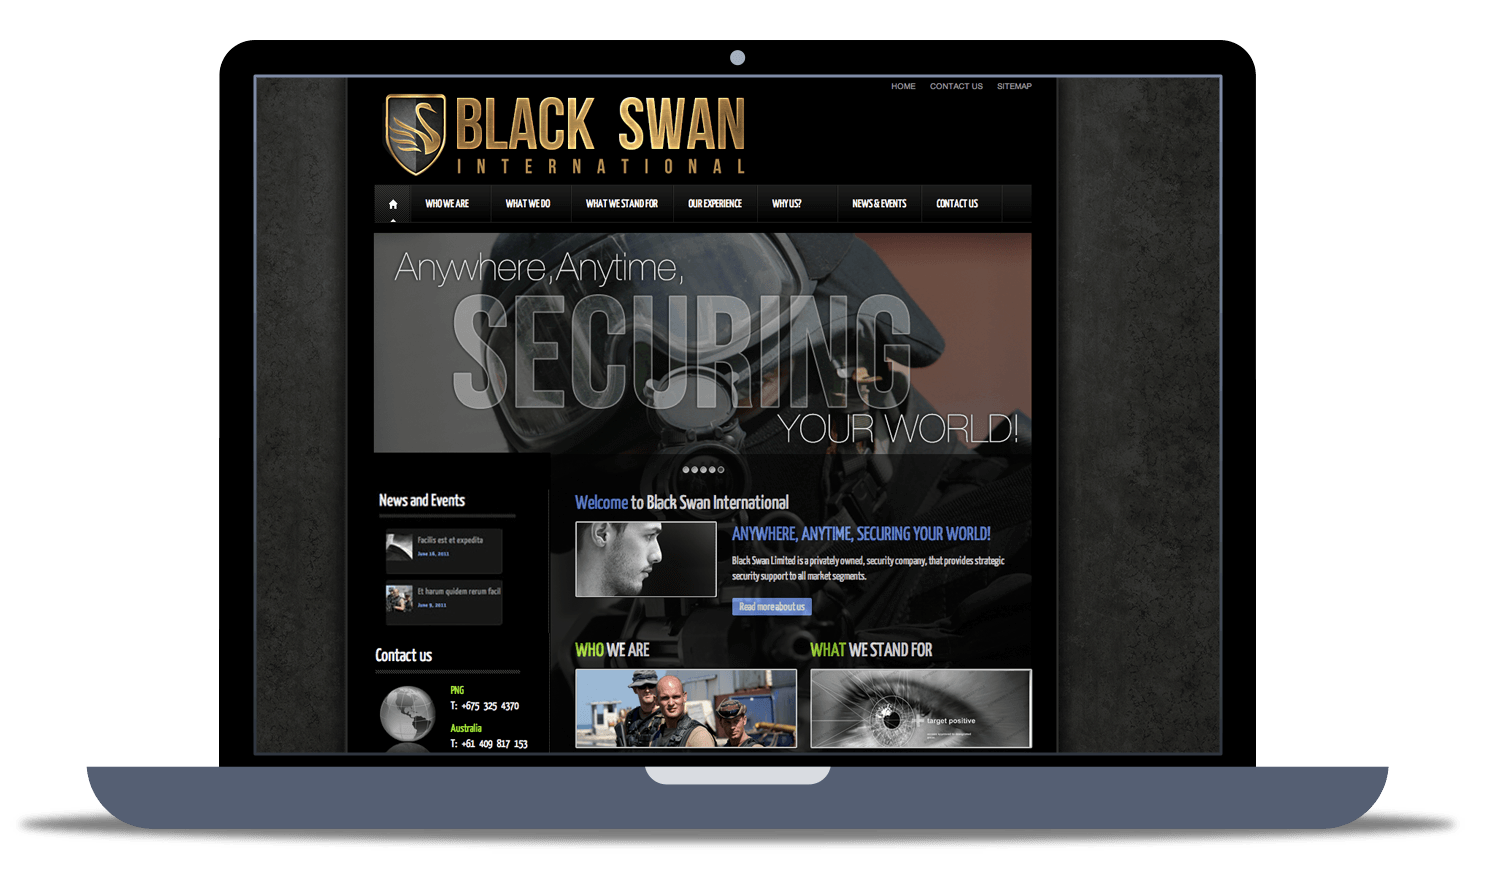 HOME CONTACT US SITEMAP
BLACK SWAN
INTERNATIONAL
WHO WE ARE WHAT WE DO WHAT WE STAND FOR OUR EXPERIENCE WHY US? NEWS & EVENTS CONTACT US
Anywhere, Anytime,
SECURING
YOUR WORLD!
News and Events
Facilis est et expedita
June 16, 2011
Et harum quidem rerum facil
June 9, 2011
Contact us
PNG
T: +675 325 4370
Australia
T: +61 409 817 153
Welcome to Black Swan International
ANYWHERE, ANYTIME, SECURING YOUR WORLD!
Black Swan Limited is a privately owned, security company, that provides strategic
security support to all market segments.
Read more about us
WHO WE ARE
WHAT WE STAND FOR
target positive